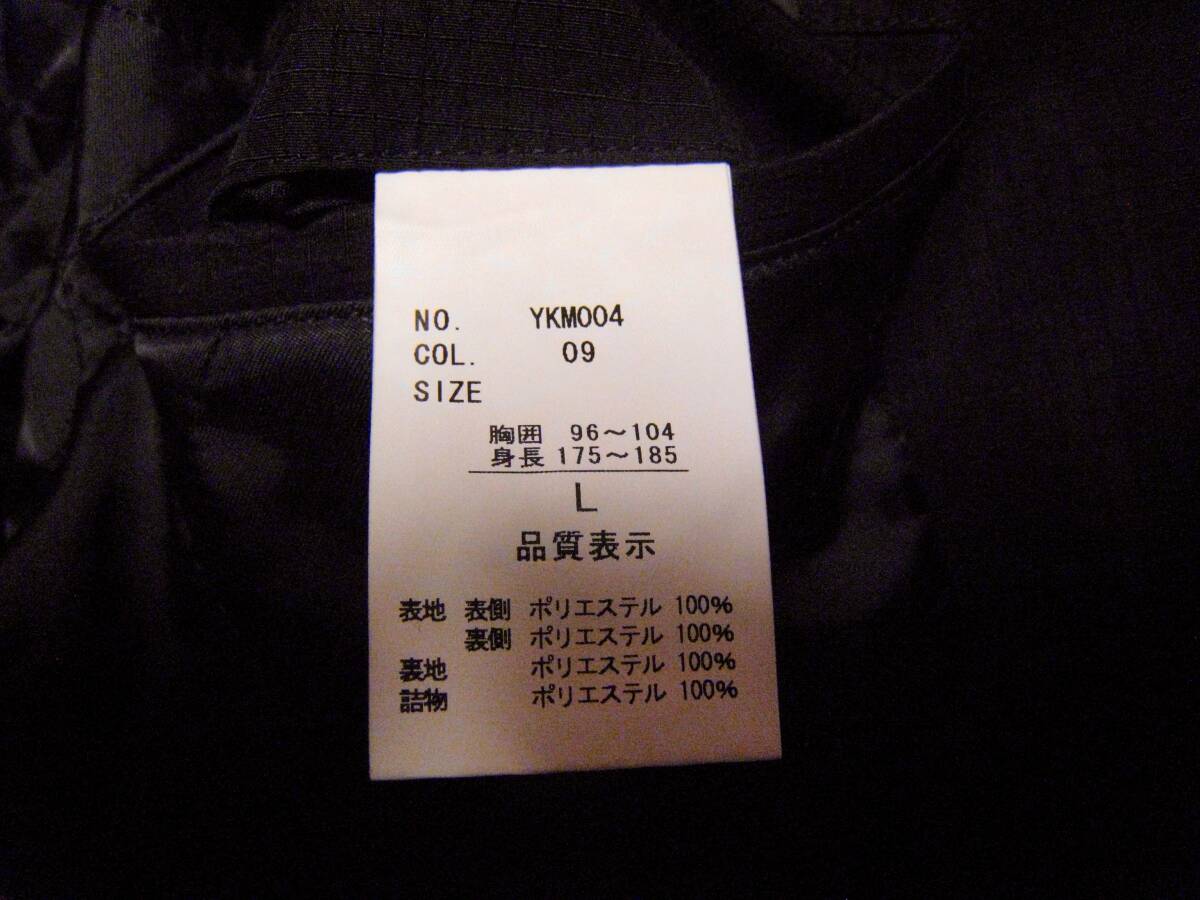 NO. YKM004
COL. 09
SIZE
胸囲 96～104
身長 175～185
L
品質表示
表地 表側 ポリエステル 100%
裏側 ポリエステル 100%
裏地 ポリエステル 100%
詰物 ポリエステル 100%